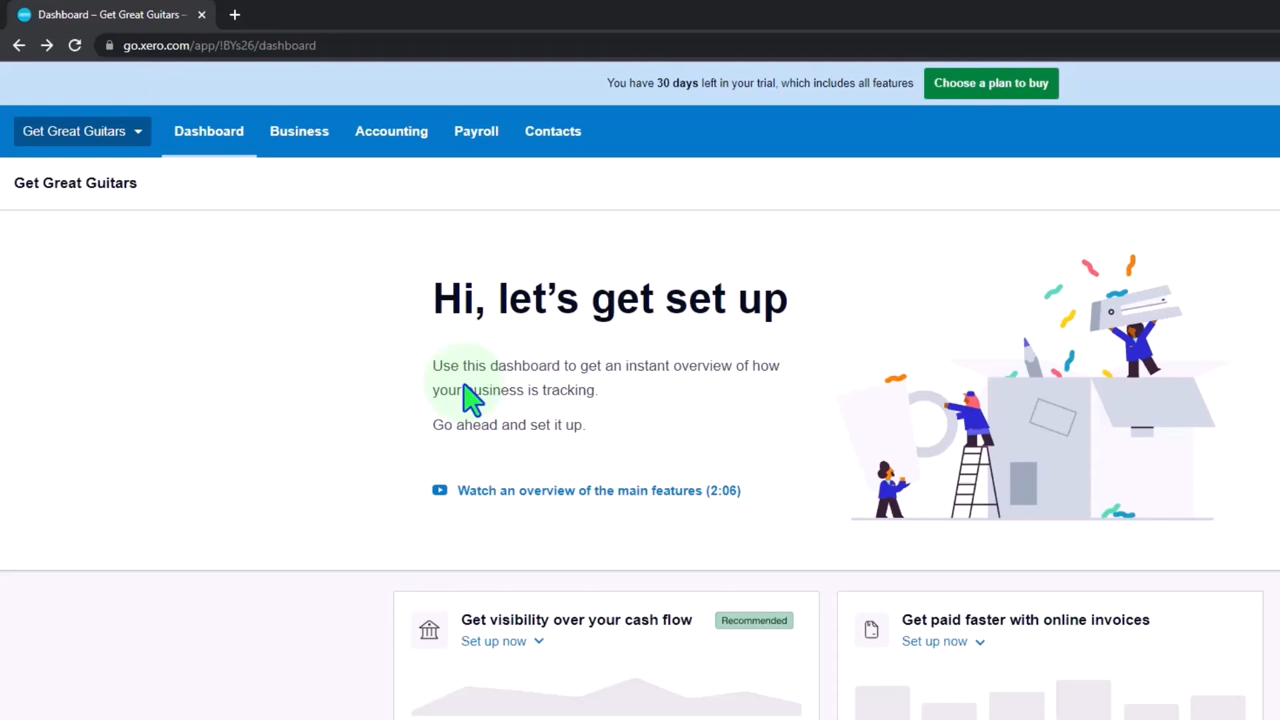 Dashboard – Get Great Guitars –
go.xero.com/app/!BYs26/dashboard
You have 30 days left in your trial, which includes all features
Choose a plan to buy
Get Great Guitars
Dashboard
Business
Accounting
Payroll
Contacts
Get Great Guitars
Hi, let’s get set up
Use this dashboard to get an instant overview of how
your business is tracking.
Go ahead and set it up.
Watch an overview of the main features (2:06)
Get visibility over your cash flow
Recommended
Set up now
Get paid faster with online invoices
Set up now